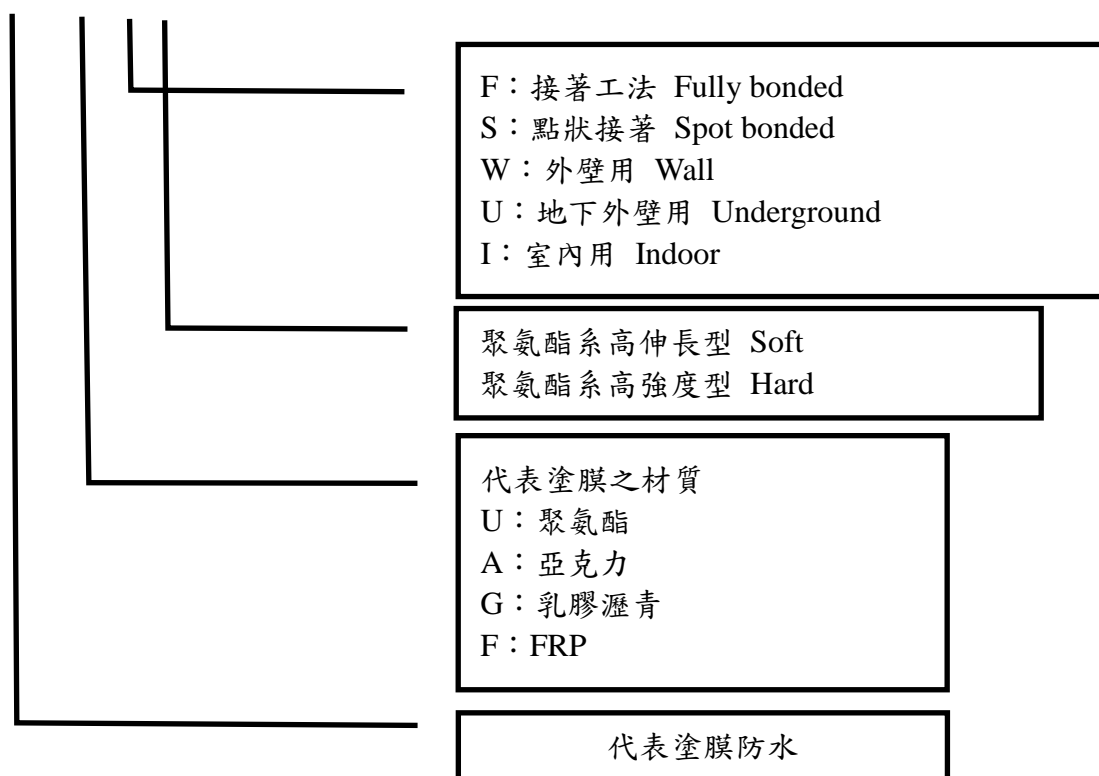 F：接著工法 Fully bonded
S：點狀接著 Spot bonded
W：外壁用 Wall
U：地下外壁用 Underground
I：室內用 Indoor
聚氨酯系高伸長型 Soft
聚氨酯系高強度型 Hard
代表塗膜之材質
U：聚氨酯
A：亞克力
G：乳膠瀝青
F：FRP
代表塗膜防水